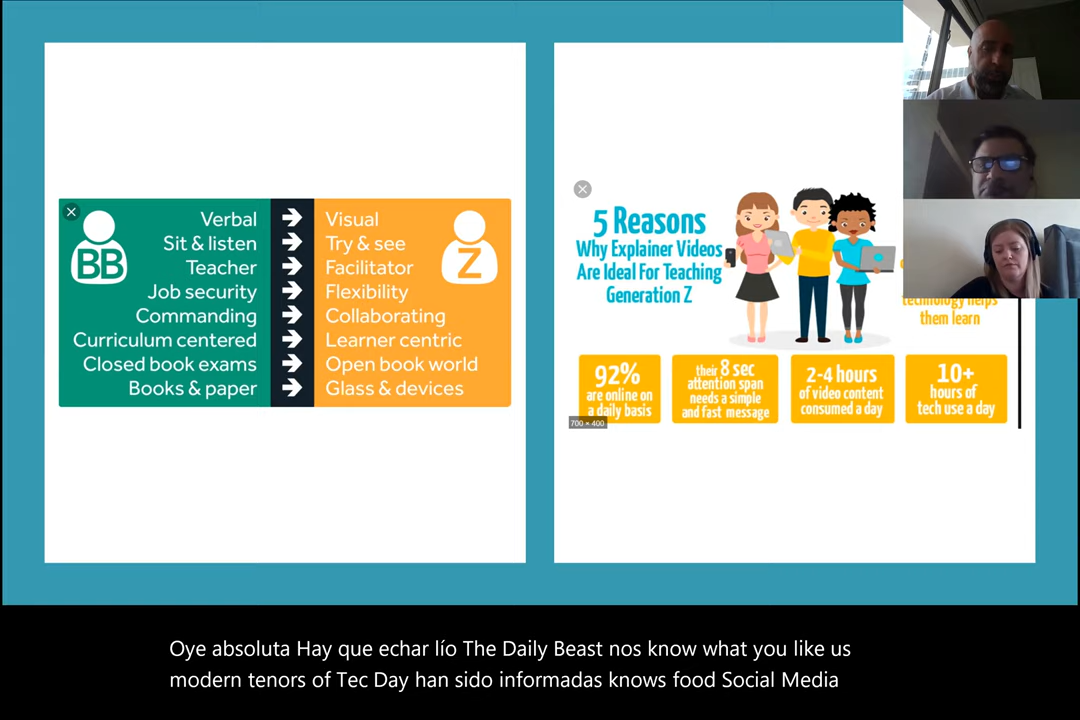 BB
Verbal → Visual
Sit & listen → Try & see
Teacher → Facilitator
Job security → Flexibility
Commanding → Collaborating
Curriculum centered → Learner centric
Closed book exams → Open book world
Books & paper → Glass & devices
Z
5 Reasons
Why Explainer Videos
Are Ideal For Teaching
Generation Z
technology helps
them learn
92%
are online on
a daily basis
their 8 sec
attention span
needs a simple
and fast message
2-4 hours
of video content
consumed a day
10+
hours of
tech use a day
700 × 400
Oye absoluta Hay que echar lío The Daily Beast nos know what you like us
modern tenors of Tec Day han sido informadas knows food Social Media